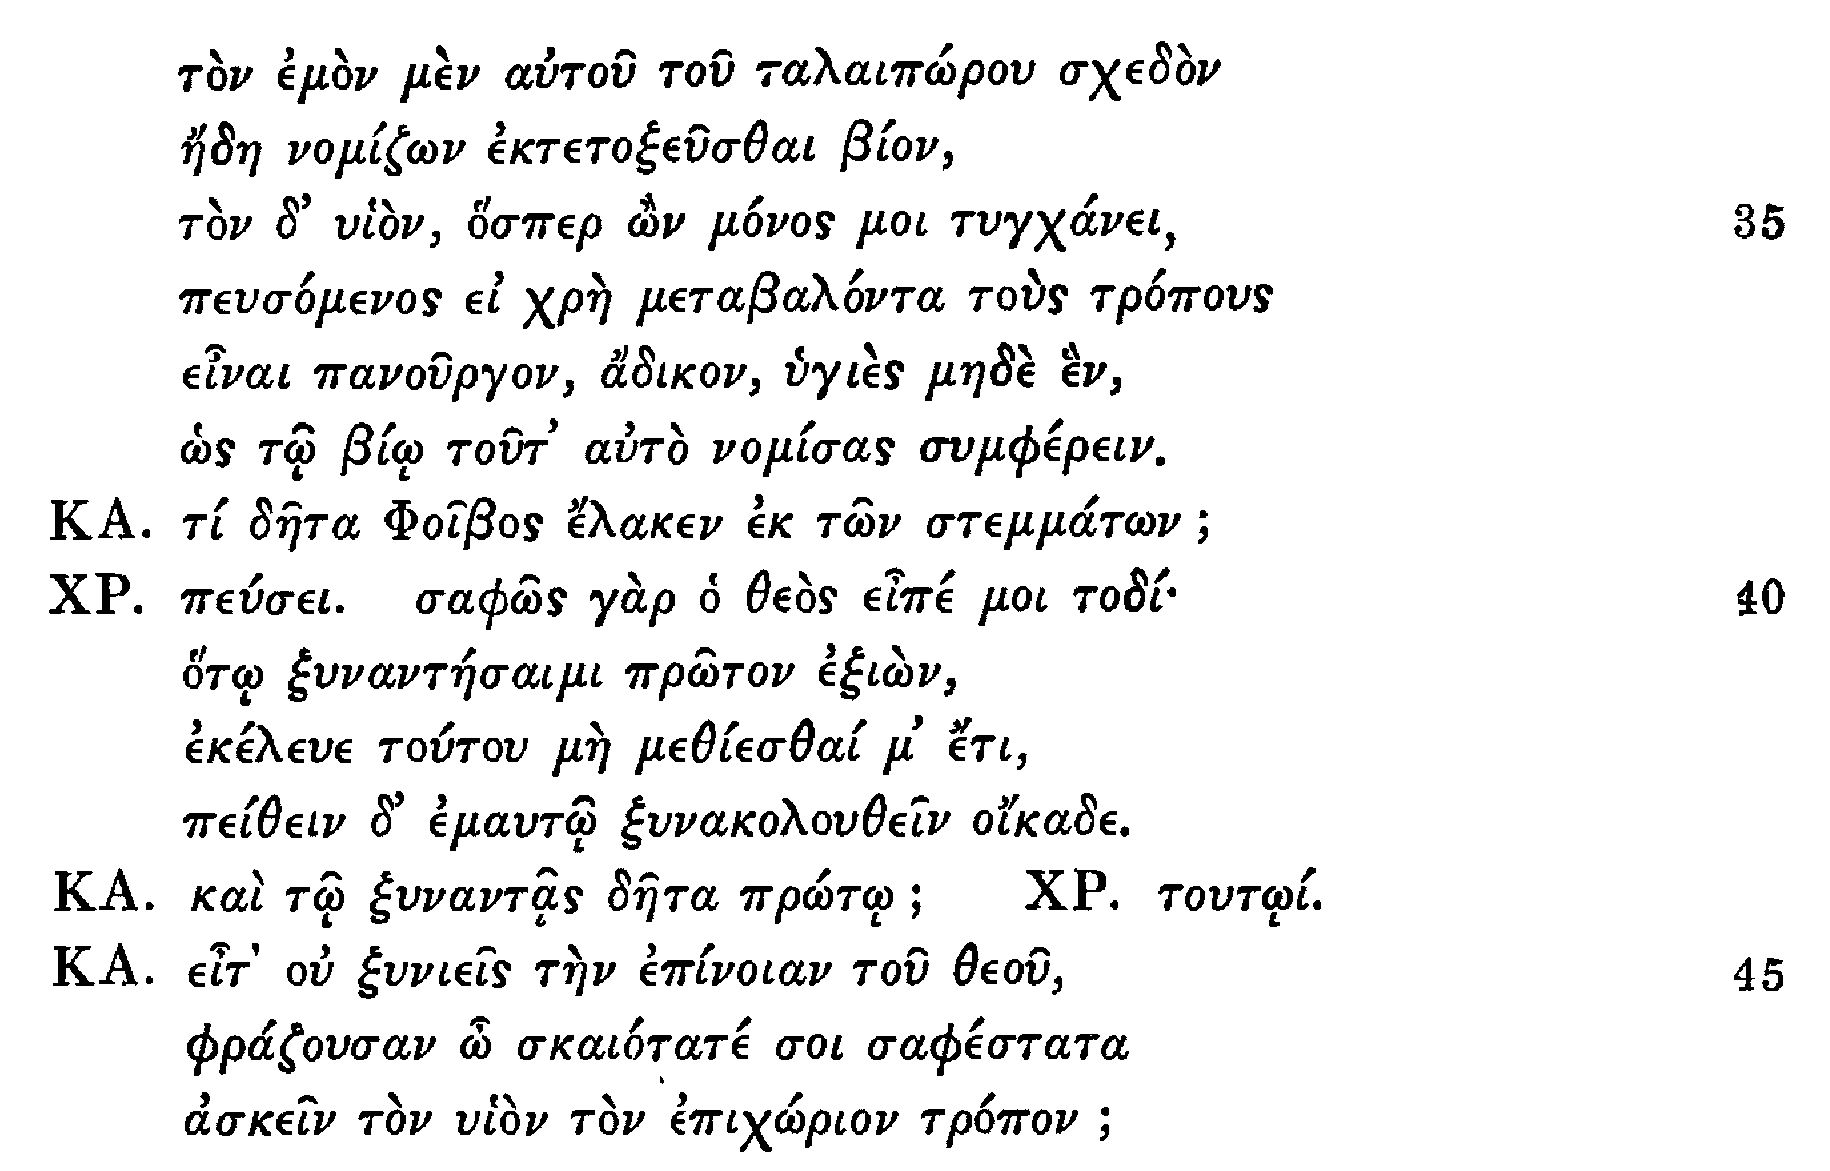 τὸν ἐμὸν μὲν αὐτοῦ τοῦ ταλαιπώρου σχεδὸν
ἤδη νομίζων ἐκτετοξεῦσθαι βίον,
τὸν δ’ υἱὸν, ὅσπερ ὢν μόνος μοι τυγχάνει, 35
πευσόμενος εἰ χρὴ μεταβαλόντα τοὺς τρόπους
εἶναι πανοῦργον, ἄδικον, ὑγιὲς μηδὲ ἓν,
ὡς τῷ βίῳ τοῦτ’ αὐτὸ νομίσας συμφέρειν.
ΚΑ. τί δῆτα Φοῖβος ἔλακεν ἐκ τῶν στεμμάτων ;
ΧΡ. πεύσει. σαφῶς γὰρ ὁ θεὸς εἶπέ μοι τοδί· 40
ὅτῳ ξυναντήσαιμι πρῶτον ἐξιὼν,
ἐκέλευε τούτου μὴ μεθίεσθαί μ’ ἔτι,
πείθειν δ’ ἐμαυτῷ ξυνακολουθεῖν οἴκαδε.
ΚΑ. καὶ τῷ ξυναντᾷς δῆτα πρώτῳ ; ΧΡ. τουτῳί.
ΚΑ. εἶτ’ οὐ ξυνιεῖς τὴν ἐπίνοιαν τοῦ θεοῦ, 45
φράζουσαν ὦ σκαιότατέ σοι σαφέστατα
ἀσκεῖν τὸν υἱὸν τὸν ἐπιχώριον τρόπον ;